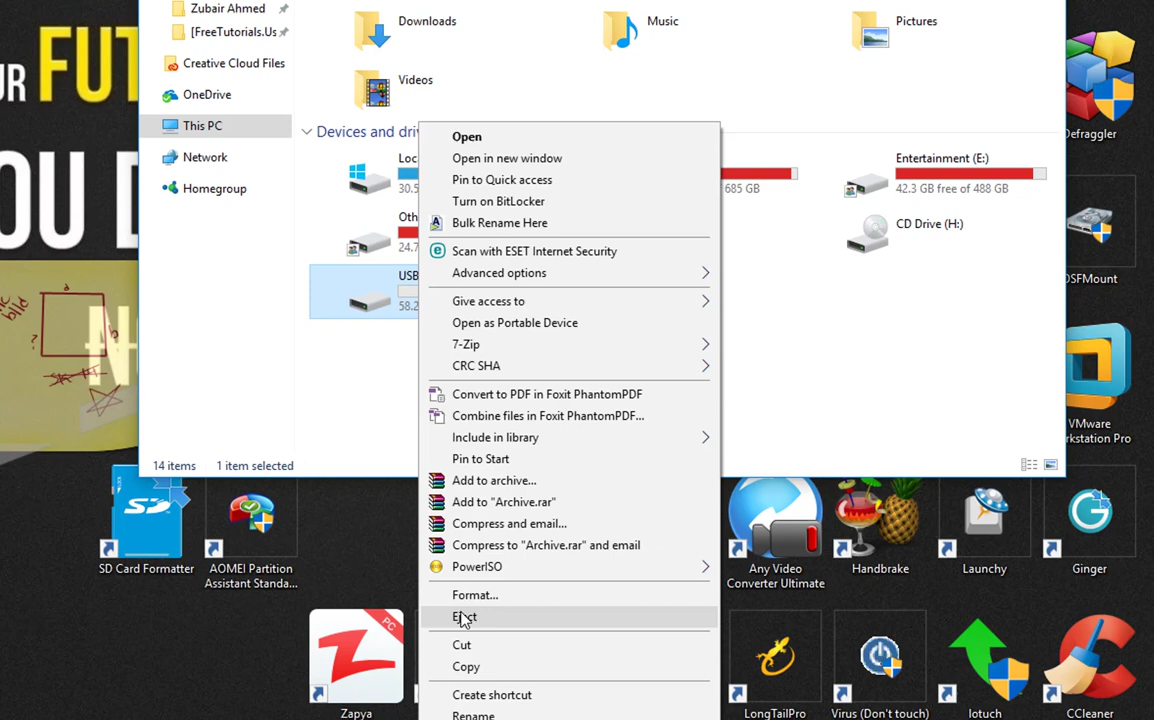 UR FUT
OU D
N
Zubair Ahmed
[FreeTutorials.Us
Creative Cloud Files
OneDrive
This PC
Network
Homegroup
Downloads
Music
Pictures
Videos
Devices and driv
Loc
30.5
685 GB
Entertainment (E:)
42.3 GB free of 488 GB
Oth
24.7
CD Drive (H:)
USB
58.2
14 items 1 item selected
Open
Open in new window
Pin to Quick access
Turn on BitLocker
Bulk Rename Here
Scan with ESET Internet Security
Advanced options
Give access to
Open as Portable Device
7-Zip
CRC SHA
Convert to PDF in Foxit PhantomPDF
Combine files in Foxit PhantomPDF...
Include in library
Pin to Start
Add to archive...
Add to "Archive.rar"
Compress and email...
Compress to "Archive.rar" and email
PowerISO
Format...
Eject
Cut
Copy
Create shortcut
Rename
Defraggler
OSFMount
VMware
rkstation Pro
SD Card Formatter
AOMEI Partition
Assistant Standa...
Any Video
Converter Ultimate
Handbrake
Launchy
Ginger
PC
Zapya
LongTailPro
Virus (Don't touch)
Iotuch
CCleaner